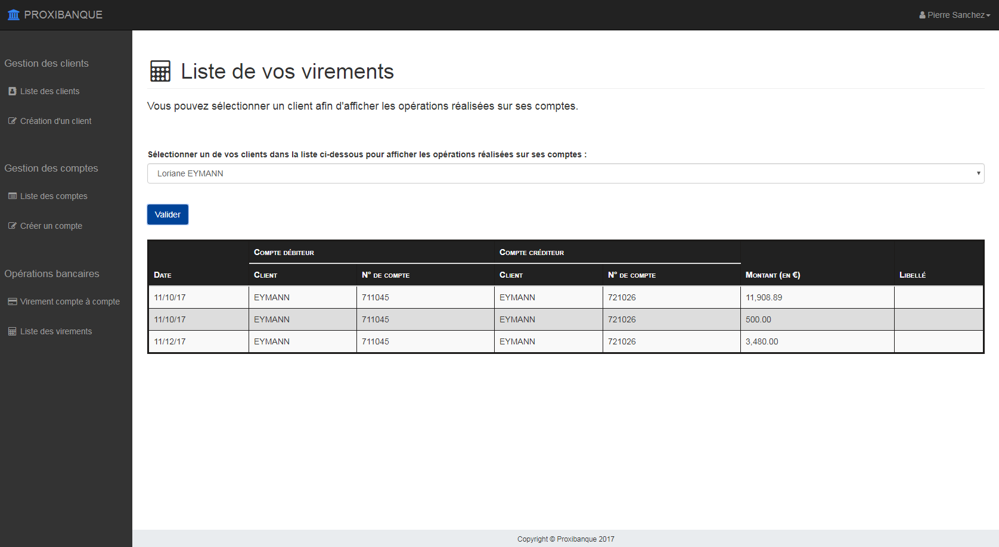 PROXIBANQUE
Pierre Sanchez
Gestion des clients
Liste des clients
Création d'un client
Gestion des comptes
Liste des comptes
Créer un compte
Opérations bancaires
Virement compte à compte
Liste des virements
Liste de vos virements
Vous pouvez sélectionner un client afin d'afficher les opérations réalisées sur ses comptes.
Sélectionner un de vos clients dans la liste ci-dessous pour afficher les opérations réalisées sur ses comptes :
Loriane EYMANN
Valider
Compte débiteur Compte créditeur
Date Client N° de compte Client N° de compte Montant (en €) Libellé
11/10/17 EYMANN 711045 EYMANN 721026 11,908.89
11/10/17 EYMANN 711045 EYMANN 721026 500.00
11/12/17 EYMANN 711045 EYMANN 721026 3,480.00
Copyright © Proxibanque 2017